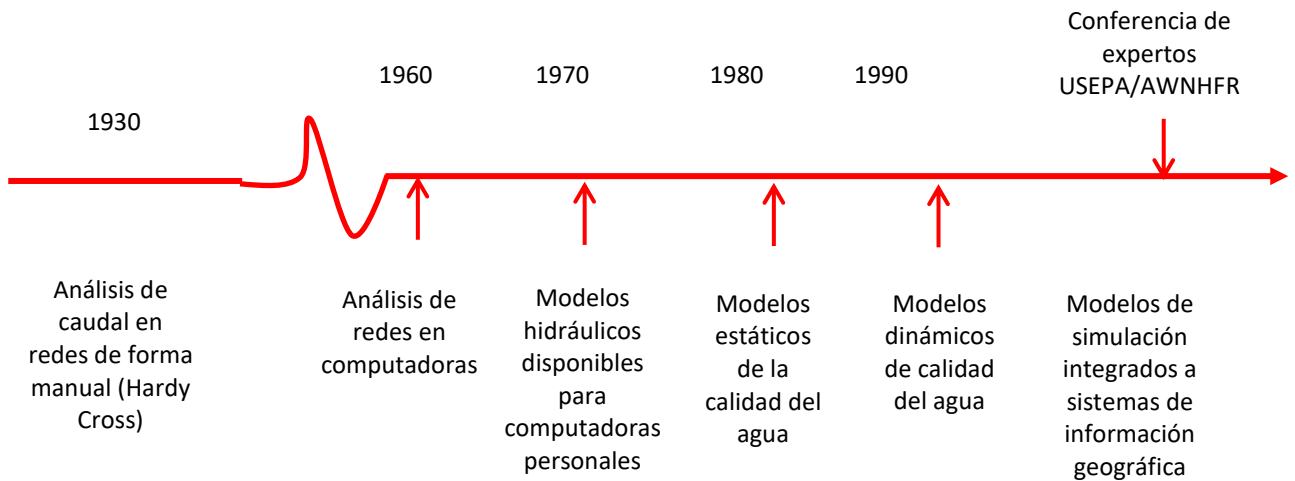 Conferencia de
expertos
USEPA/AWNHFR
1960
1970
1980
1990
1930
Análisis de
caudal en
redes de forma
manual (Hardy
Cross)
Análisis de
redes en
computadoras
Modelos
hidráulicos
disponibles
para
computadoras
personales
Modelos
estáticos
de la
calidad del
agua
Modelos
dinámicos
de calidad
del agua
Modelos de
simulación
integrados a
sistemas de
información
geográfica